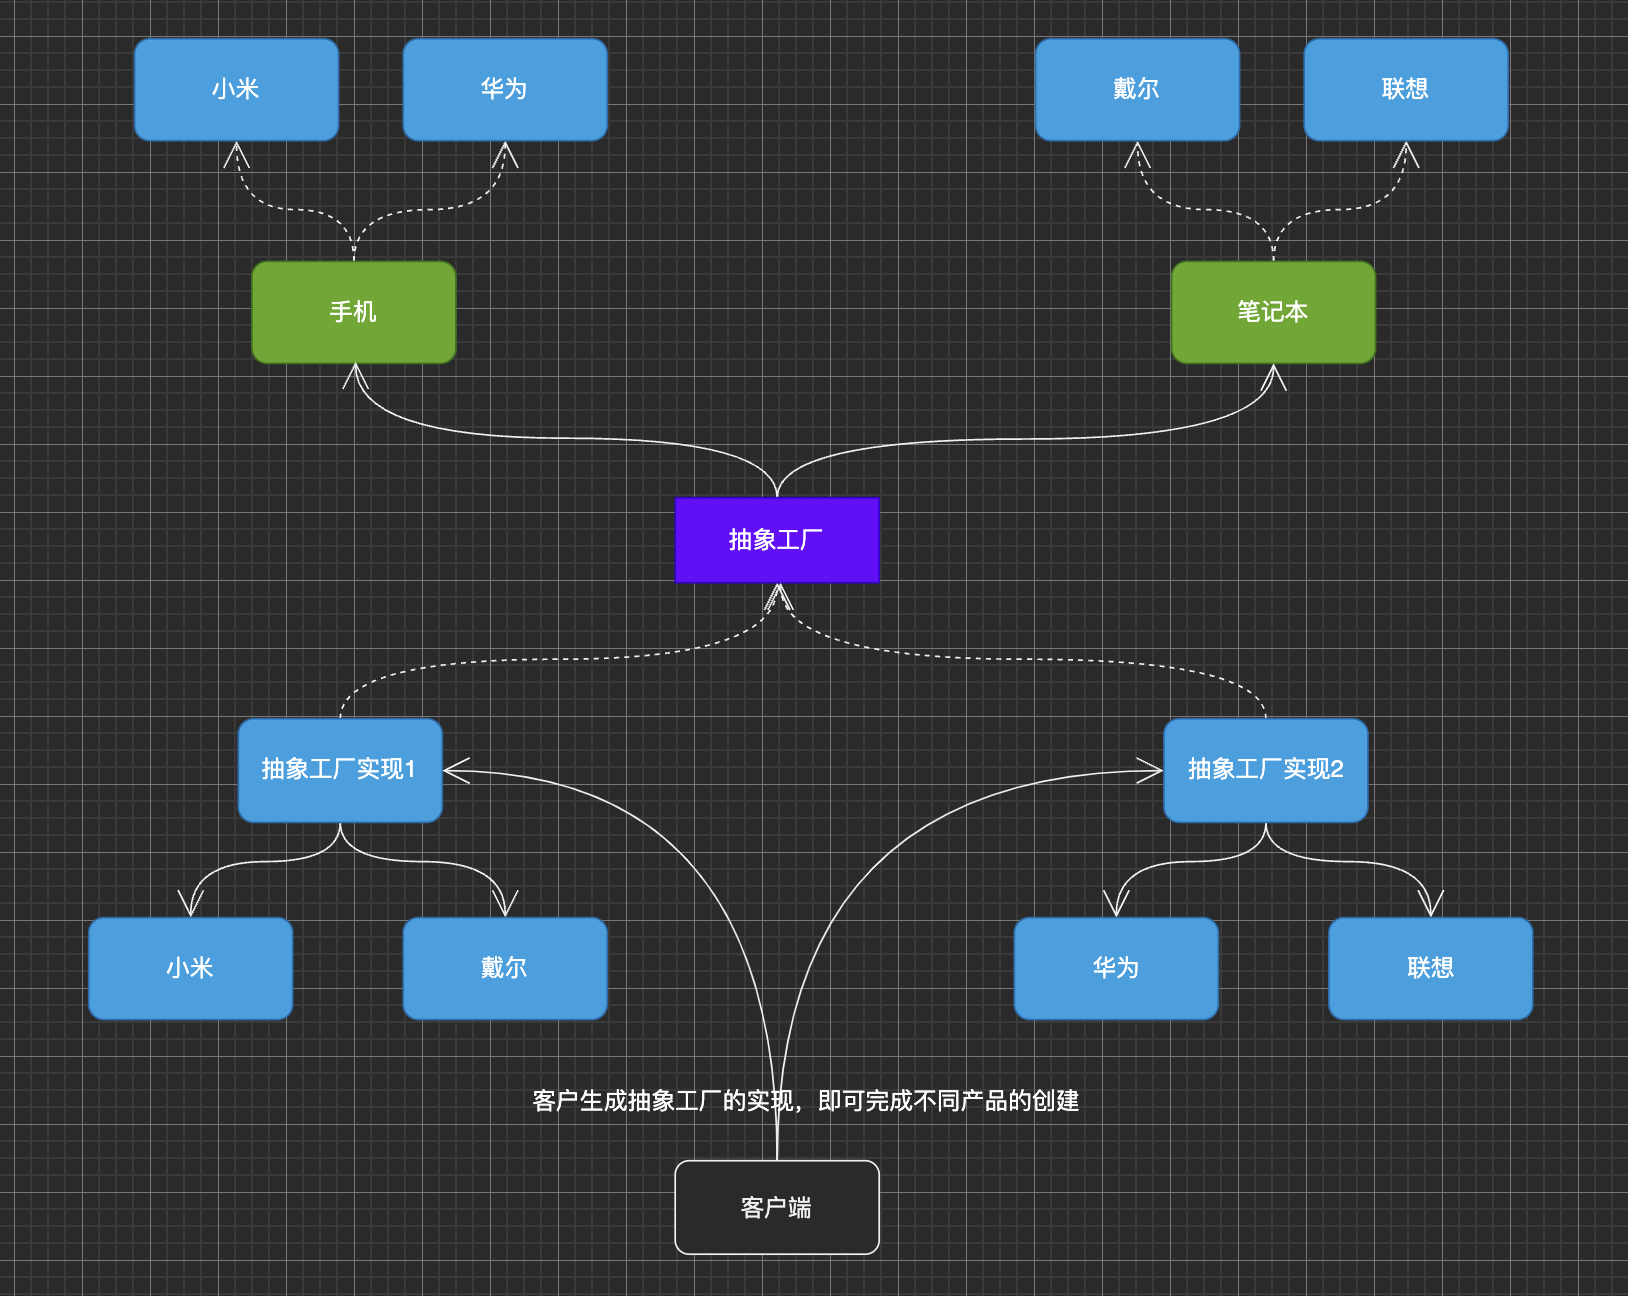 小米
华为
戴尔
联想
手机
笔记本
抽象工厂
抽象工厂实现1
抽象工厂实现2
小米
戴尔
华为
联想
客户生成抽象工厂的实现，即可完成不同产品的创建
客户端